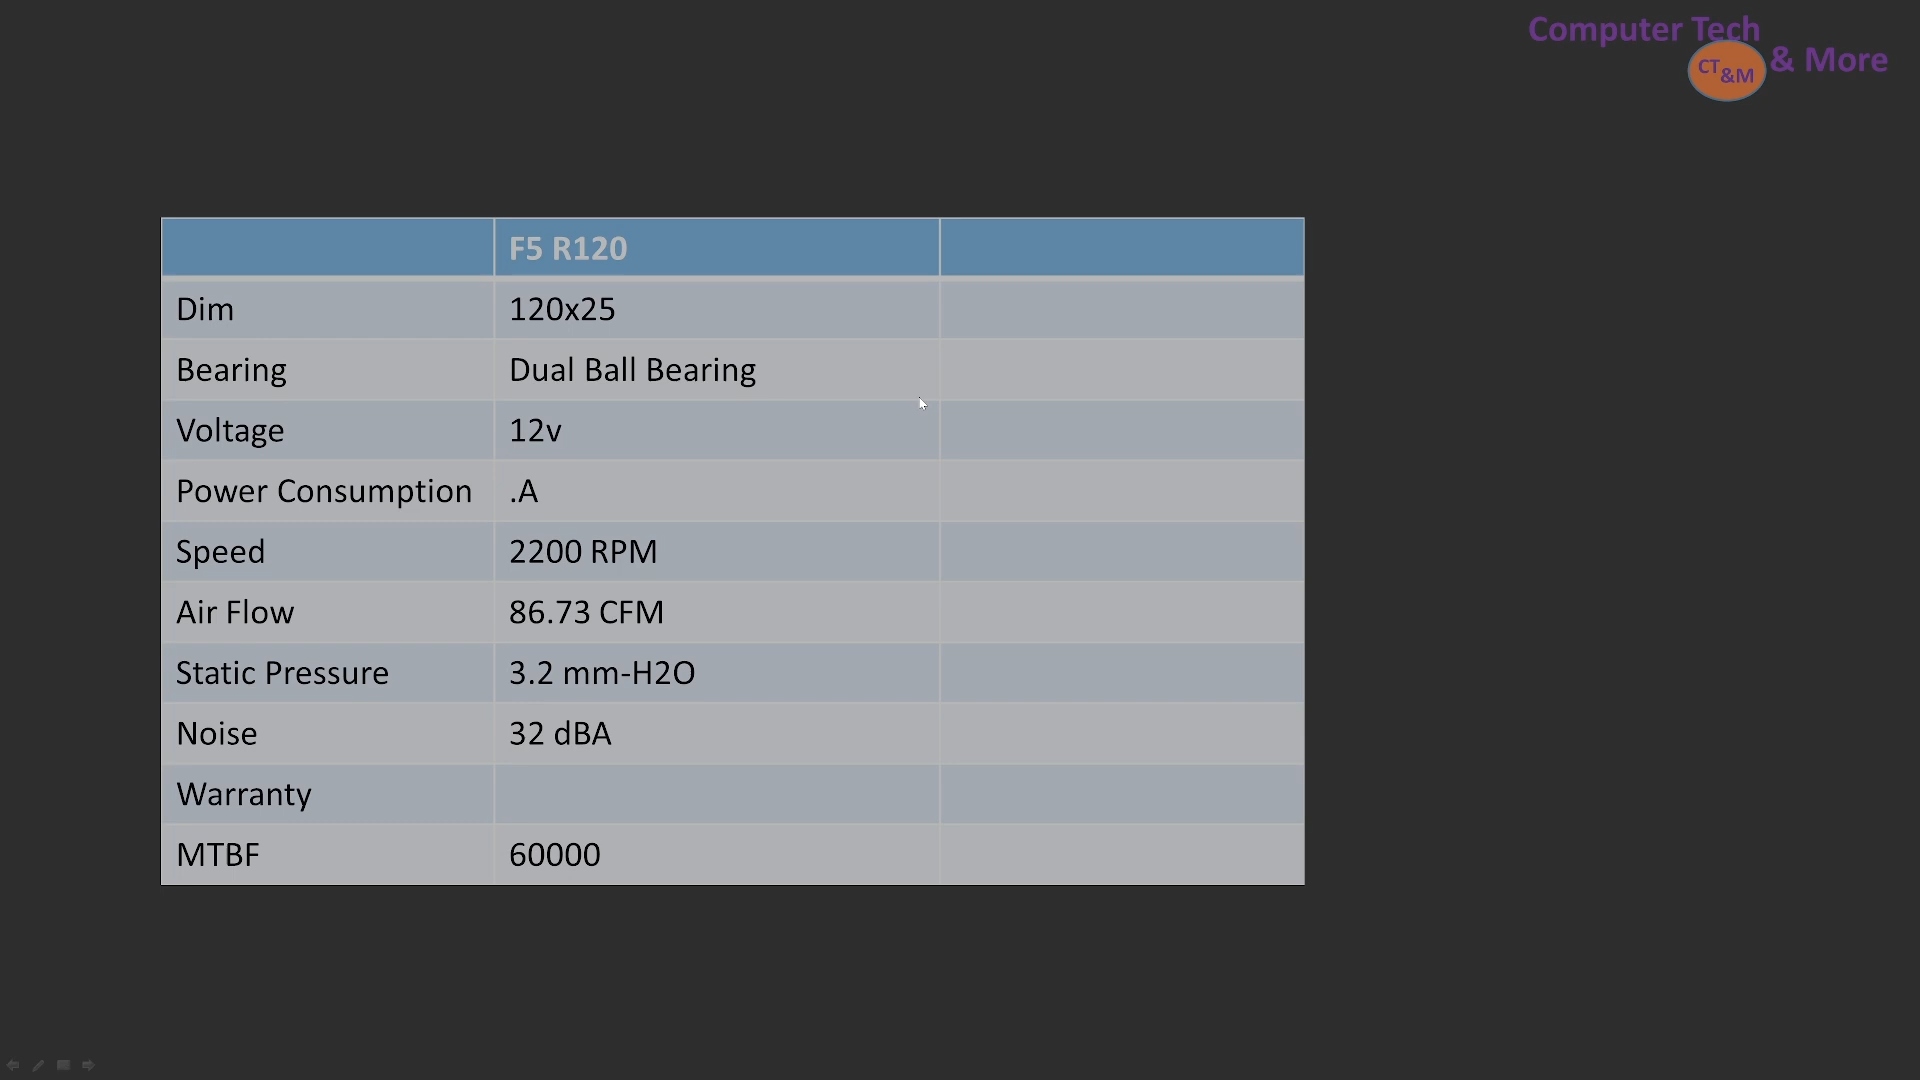 Computer Tech
& More
CT
&M
F5 R120
Dim 120x25
Bearing Dual Ball Bearing
Voltage 12v
Power Consumption .A
Speed 2200 RPM
Air Flow 86.73 CFM
Static Pressure 3.2 mm-H2O
Noise 32 dBA
Warranty
MTBF 60000